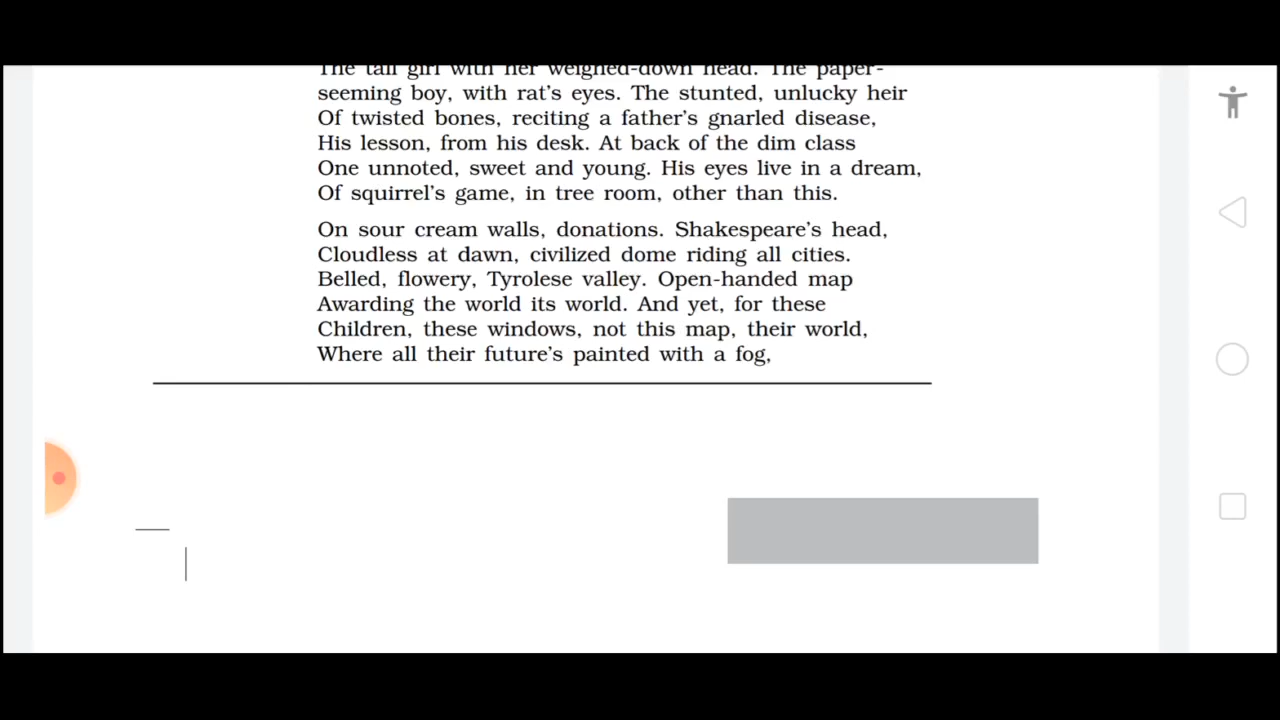 The tall girl with her weighed-down head. The paper-
seeming boy, with rat's eyes. The stunted, unlucky heir
Of twisted bones, reciting a father's gnarled disease,
His lesson, from his desk. At back of the dim class
One unnoted, sweet and young. His eyes live in a dream,
Of squirrel's game, in tree room, other than this.
On sour cream walls, donations. Shakespeare's head,
Cloudless at dawn, civilized dome riding all cities.
Belled, flowery, Tyrolese valley. Open-handed map
Awarding the world its world. And yet, for these
Children, these windows, not this map, their world,
Where all their future's painted with a fog,